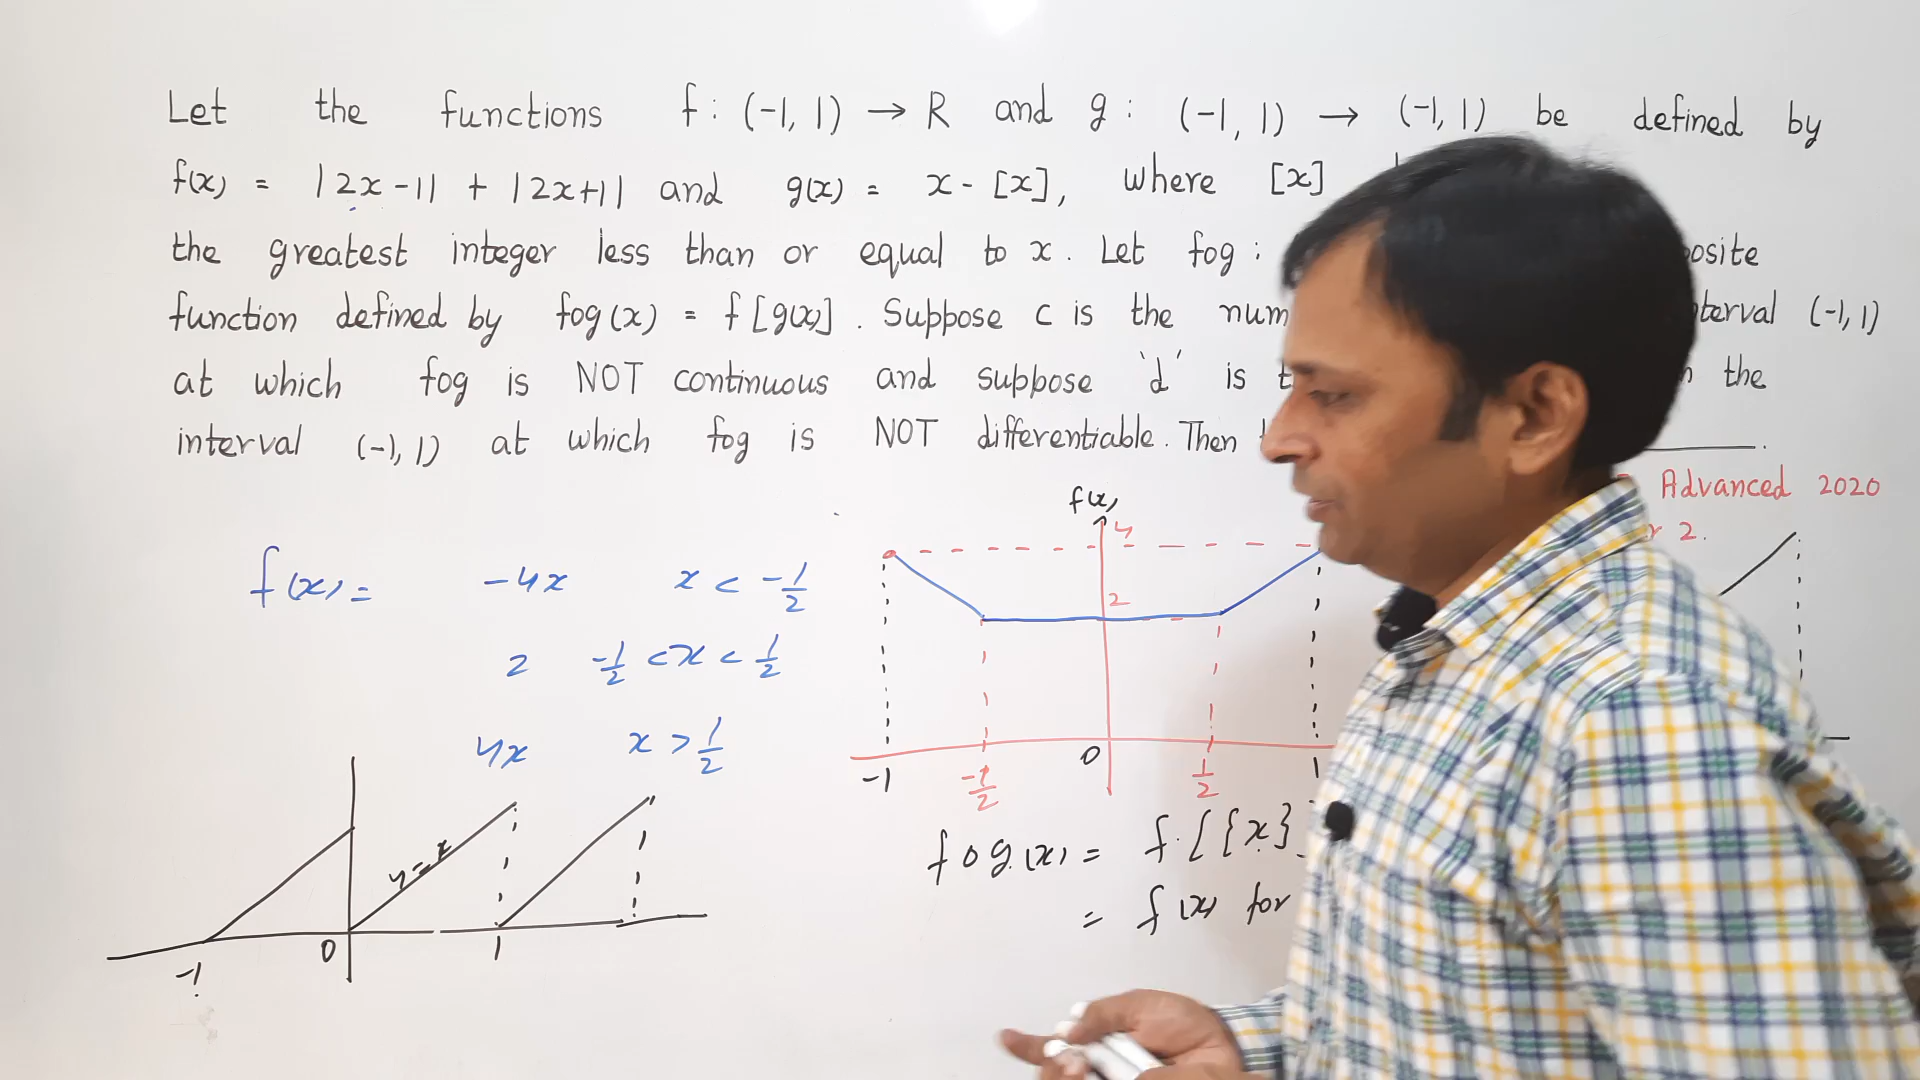 Let the functions f: (-1, 1) → R and g: (-1, 1) → (-1, 1) be defined by
f(x) = |2x-1| + |2x+1| and g(x) = x - [x], where [x]
the greatest integer less than or equal to x. Let fog :
function defined by fog(x) = f[g(x)]. Suppose c is the (-1, 1)
at which fog is NOT continuous and suppose 'd' is the
interval (-1, 1) at which fog is NOT differentiable. Then
Advanced 2020
2.
f(x) = -4x x < -1/2
2 -1/2 < x < 1/2
4x x > 1/2
f(x)
4
2
-1 -1/2 0 1/2 1
y = x
-1 0 1
fog(x) = f[{x}]
= f(x) for